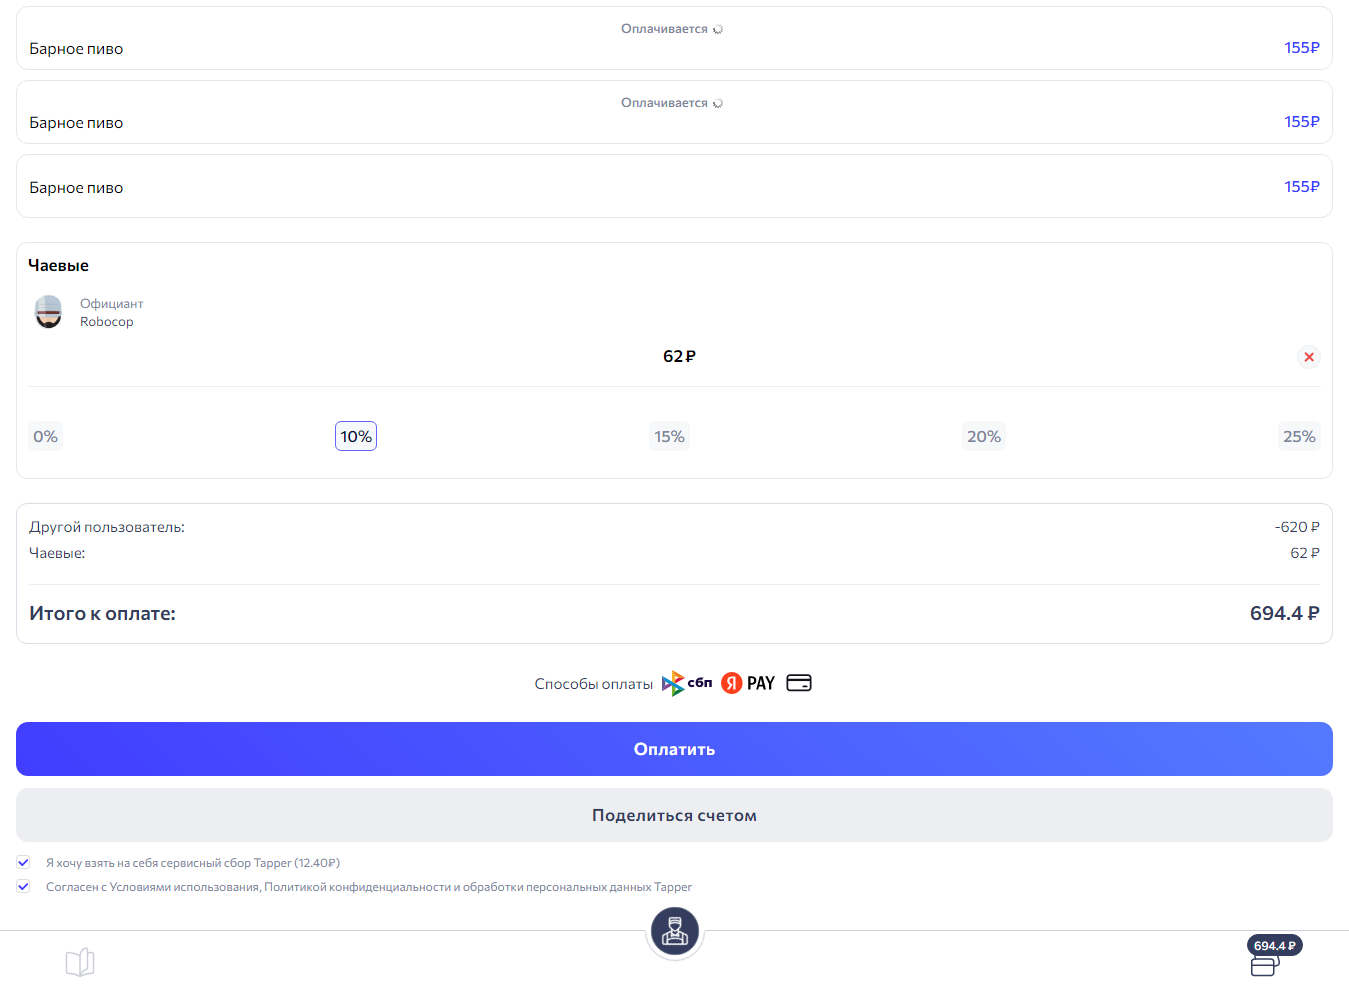 Оплачивается
Барное пиво 155₽
Оплачивается
Барное пиво 155₽
Барное пиво 155₽
Чаевые
Официант
Robocop
62 ₽
0% 10% 15% 20% 25%
Другой пользователь: -620 ₽
Чаевые: 62 ₽
Итого к оплате: 694.4 ₽
Способы оплаты сбп Я PAY
Оплатить
Поделиться счетом
Я хочу взять на себя сервисный сбор Tapper (12.40₽)
Согласен с Условиями использования, Политикой конфиденциальности и обработки персональных данных Tapper
694.4 ₽